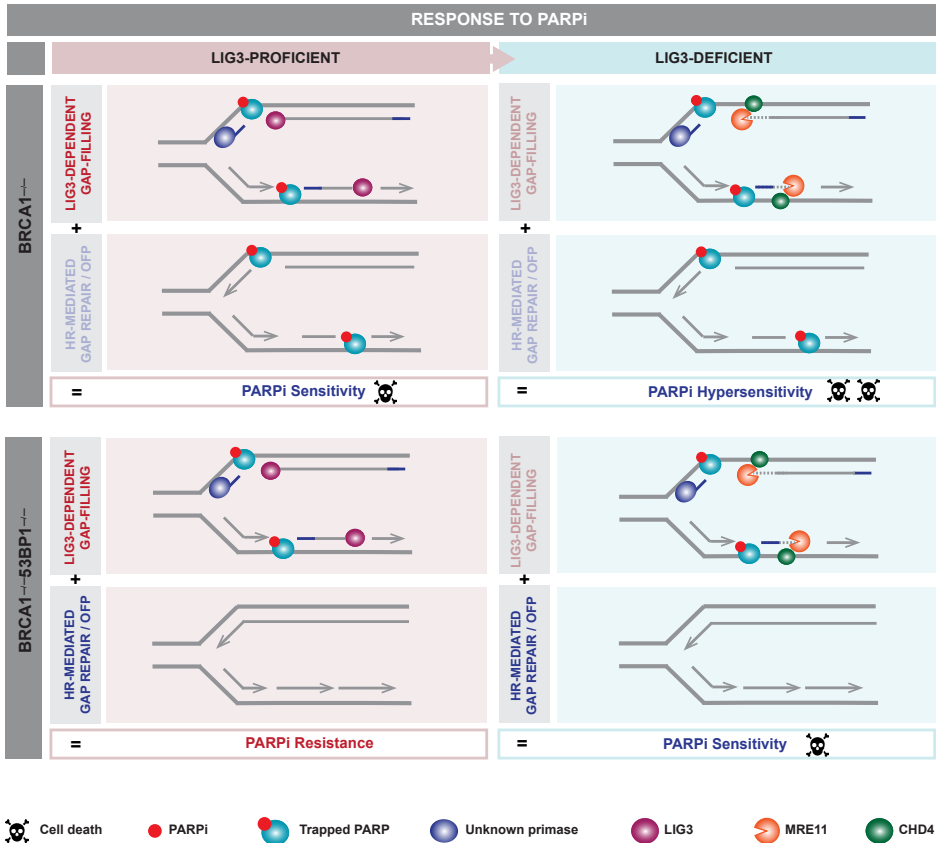 RESPONSE TO PARPi
LIG3-PROFICIENT
LIG3-DEFICIENT
BRCA1–/–
LIG3-DEPENDENT
GAP-FILLING
+
HR-MEDIATED
GAP REPAIR / OFP
LIG3-DEPENDENT
GAP-FILLING
+
HR-MEDIATED
GAP REPAIR / OFP
= PARPi Sensitivity
= PARPi Hypersensitivity
BRCA1–/–53BP1–/–
LIG3-DEPENDENT
GAP-FILLING
+
HR-MEDIATED
GAP REPAIR / OFP
LIG3-DEPENDENT
GAP-FILLING
+
HR-MEDIATED
GAP REPAIR / OFP
= PARPi Resistance
= PARPi Sensitivity
Cell death PARPi Trapped PARP Unknown primase LIG3 MRE11 CHD4